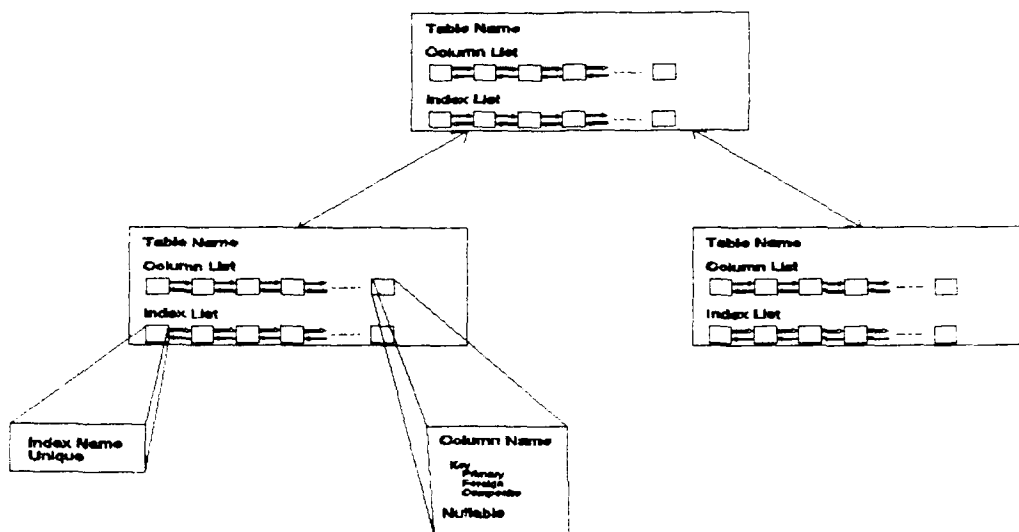 Table Name
Column List
Index List
Table Name
Column List
Index List
Table Name
Column List
Index List
Index Name
Unique
Column Name
Key
Primary
Foreign
Composite
Nullable